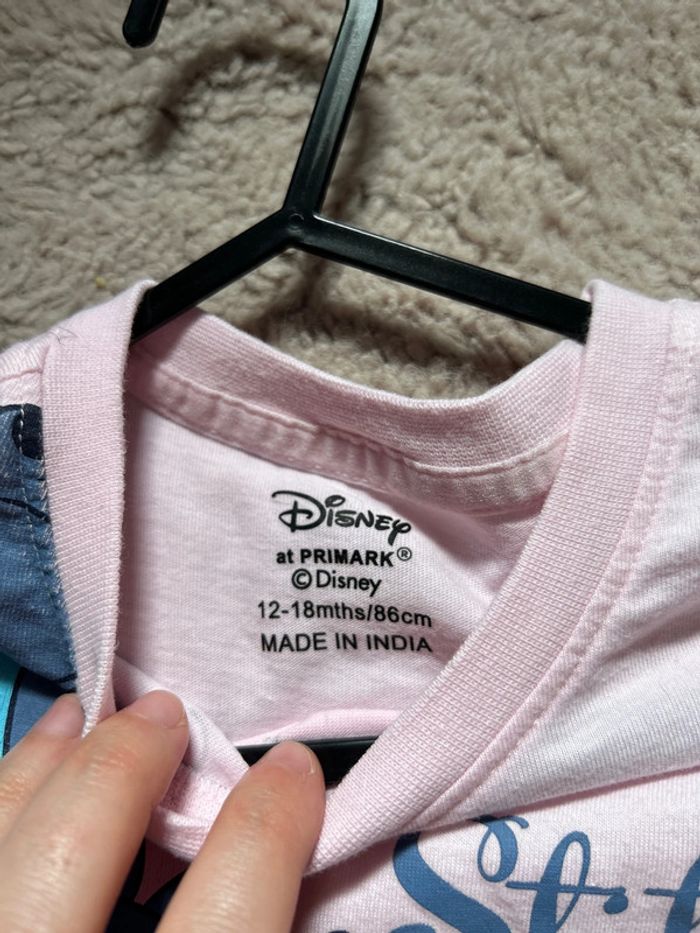 Disney
at PRIMARK®
©Disney
12-18mths/86cm
MADE IN INDIA